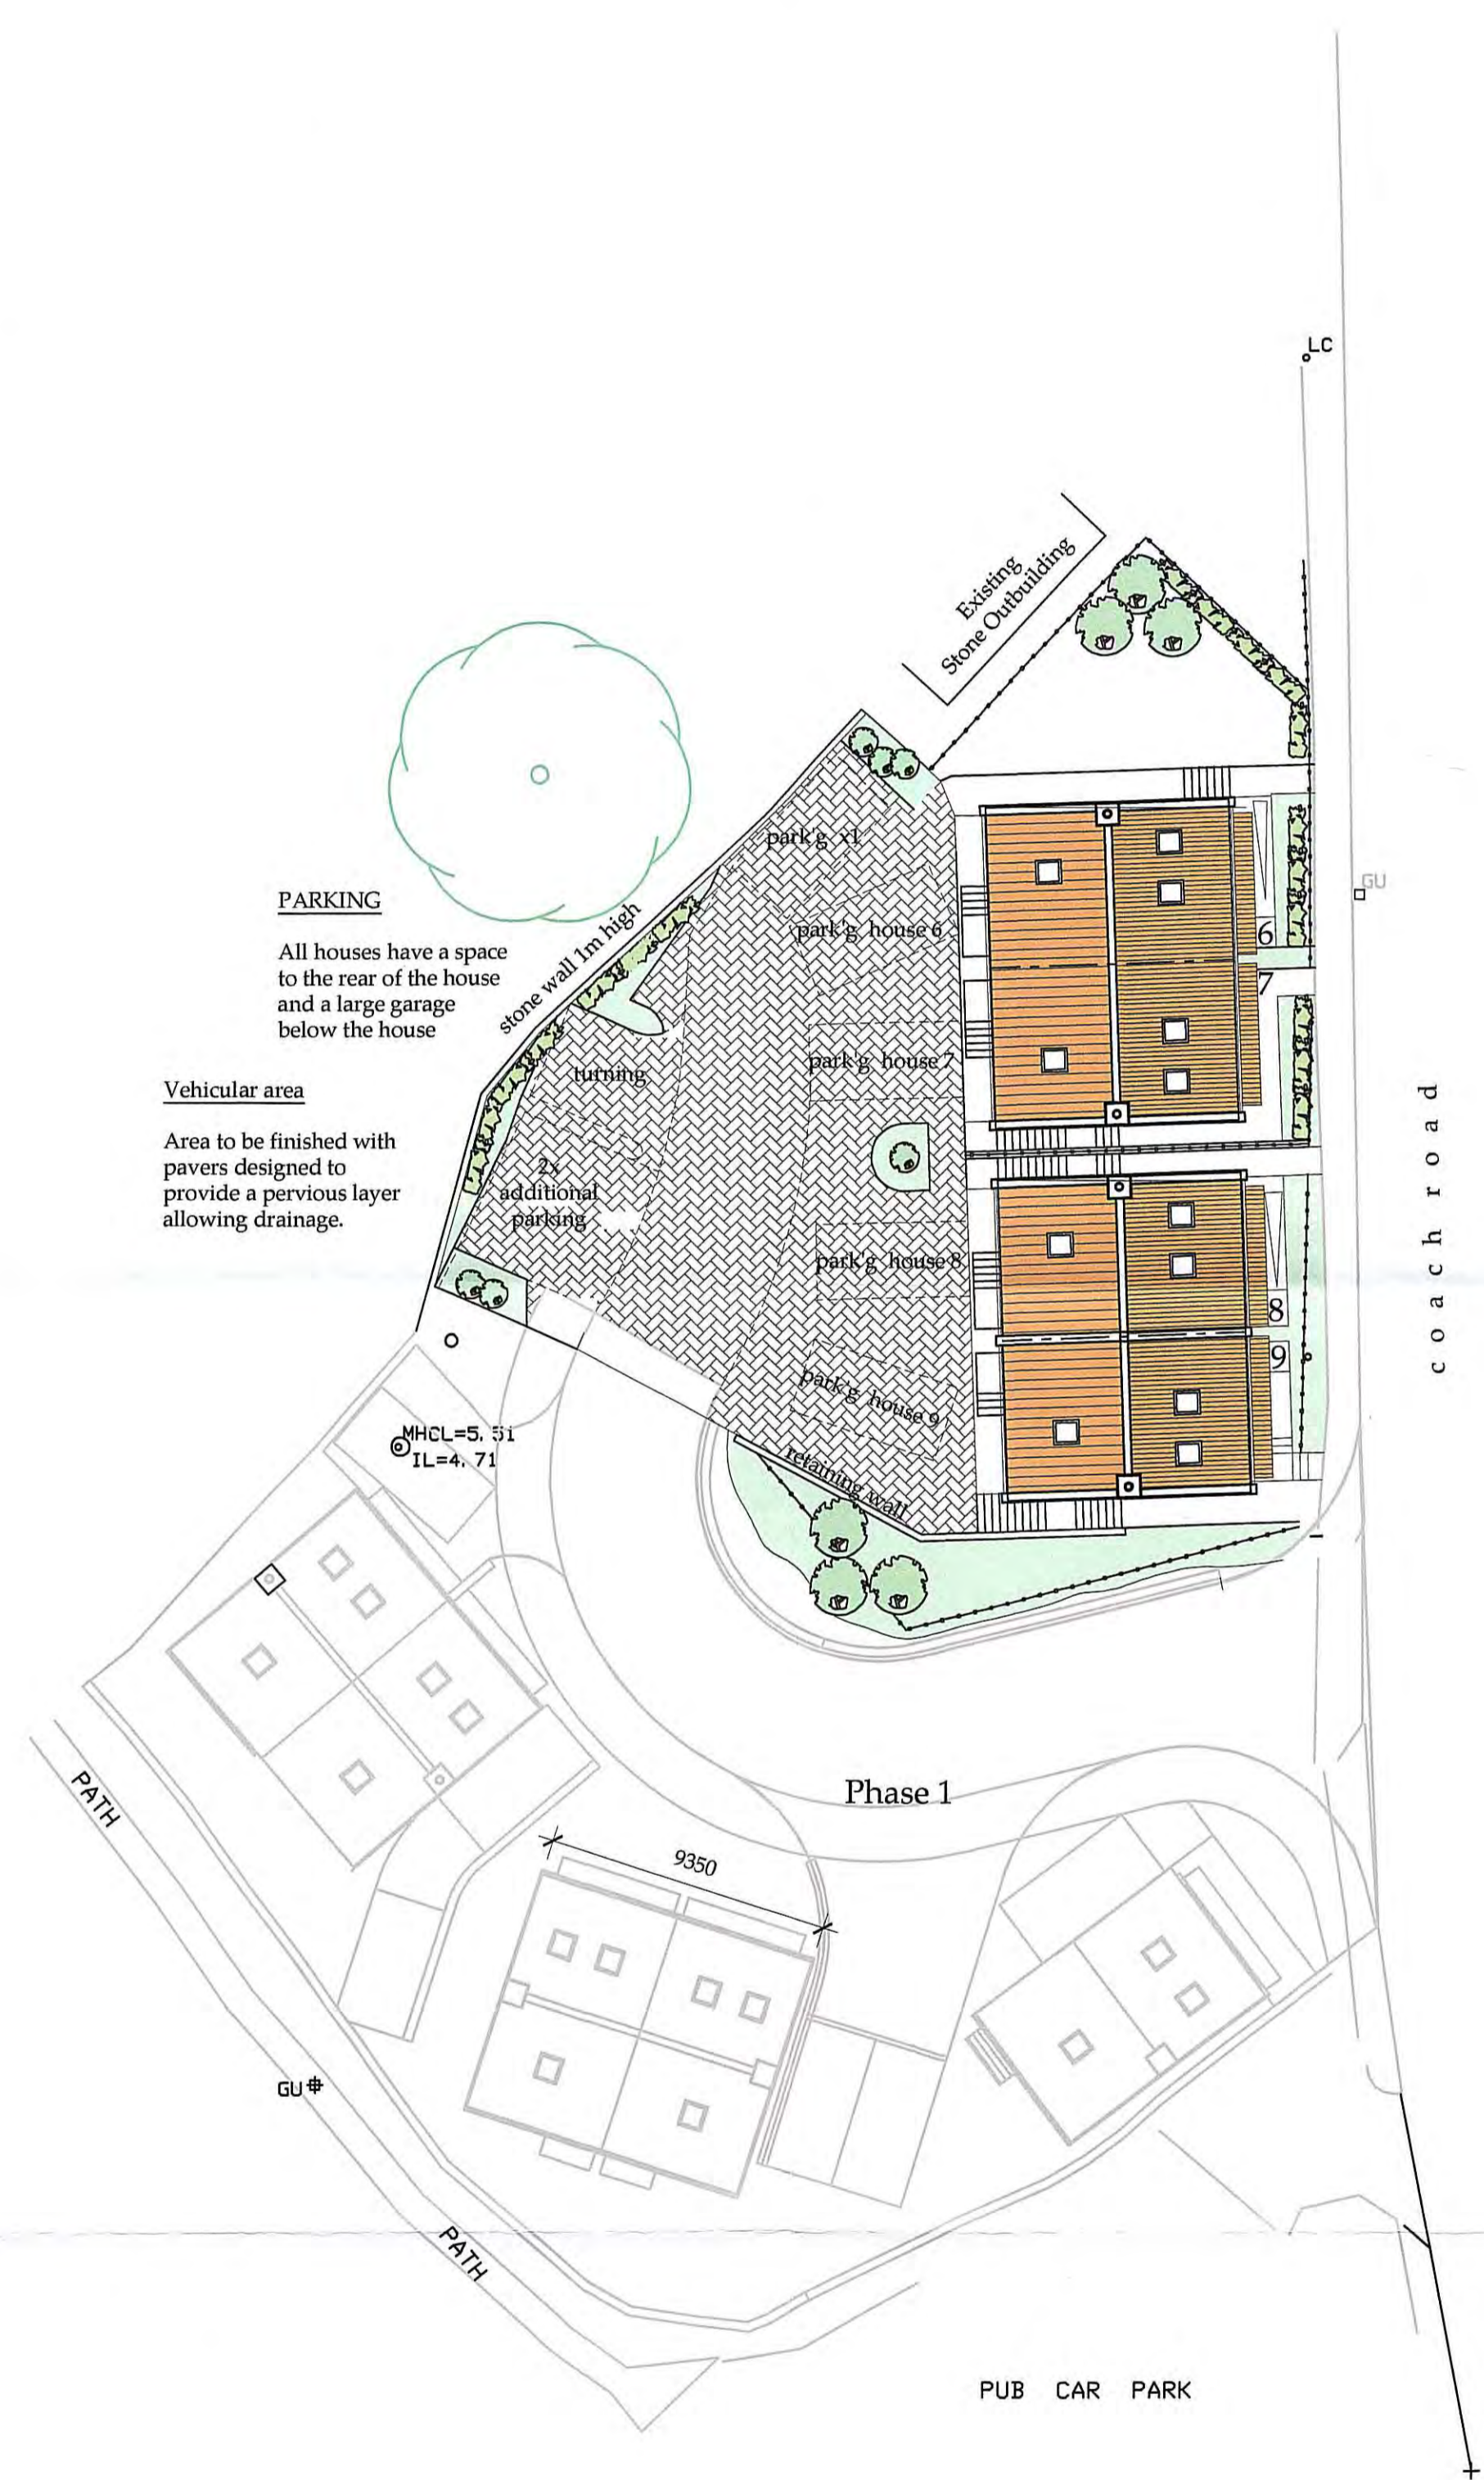 LC
Existing
Stone Outbuilding
GU
PARKING
All houses have a space
to the rear of the house
and a large garage
below the house
stone wall 1m high
park'g x1
park'g house 6
6
7
park'g house 7
turning
Vehicular area
Area to be finished with
pavers designed to
provide a pervious layer
allowing drainage.
2x
additional
parking
park'g house 8
8
9
park'g house 9
coach road
retaining wall
MHCL=5.51
IL=4.71
Phase 1
PATH
9350
GU
PATH
PUB CAR PARK